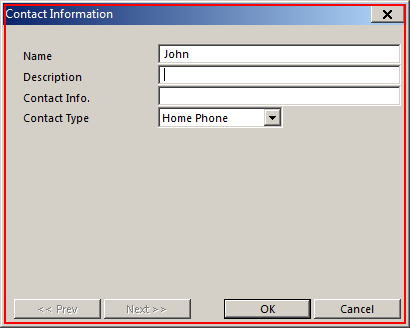 Contact Information
Name John
Description
Contact Info.
Contact Type Home Phone
<< Prev Next >> OK Cancel